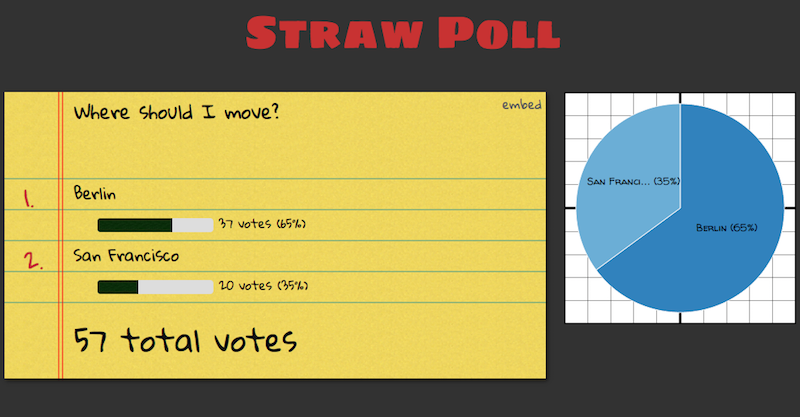 Straw Poll
Where should I move?
embed
1. Berlin
37 votes (65%)
2. San Francisco
20 votes (35%)
57 total votes
San Franci... (35%)
Berlin (65%)